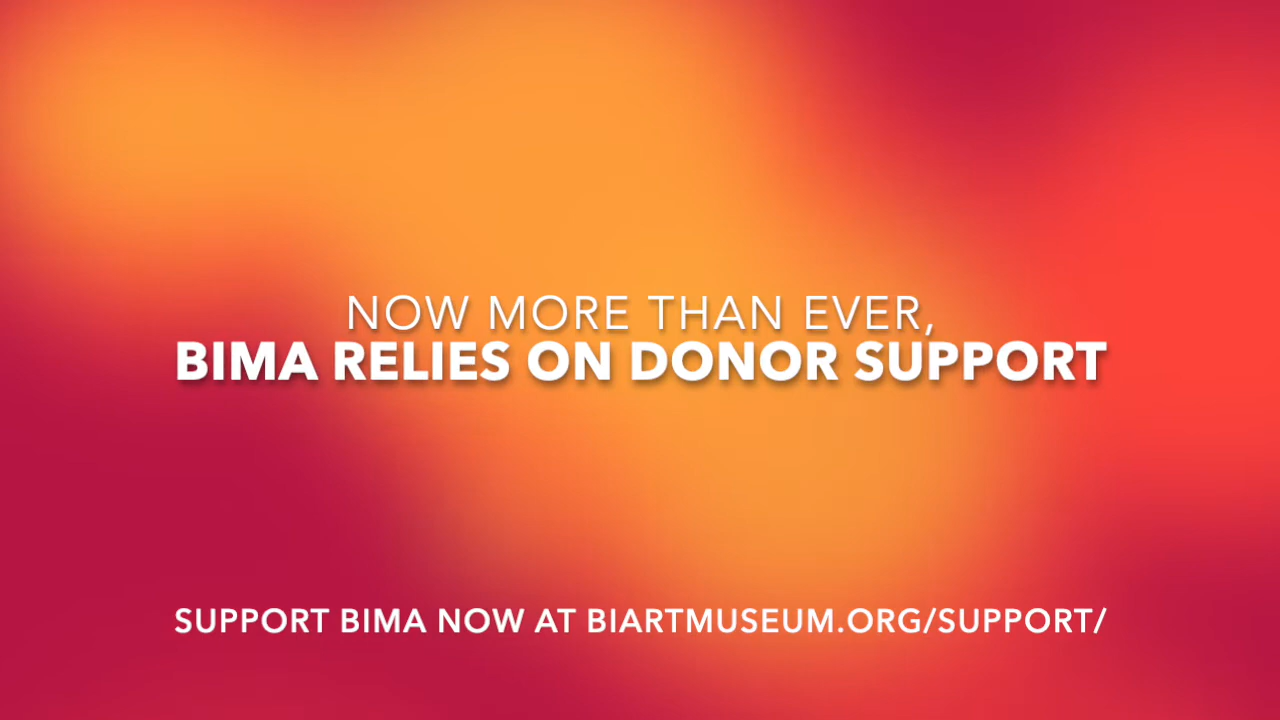 NOW MORE THAN EVER,
BIMA RELIES ON DONOR SUPPORT
SUPPORT BIMA NOW AT BIARTMUSEUM.ORG/SUPPORT/